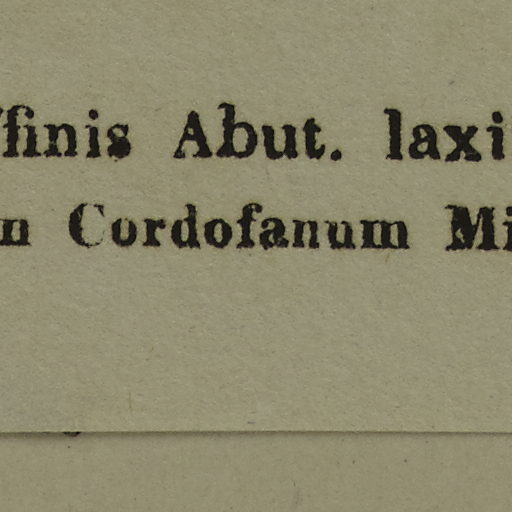 ffinis Abut. laxi
n Cordofanum Mi